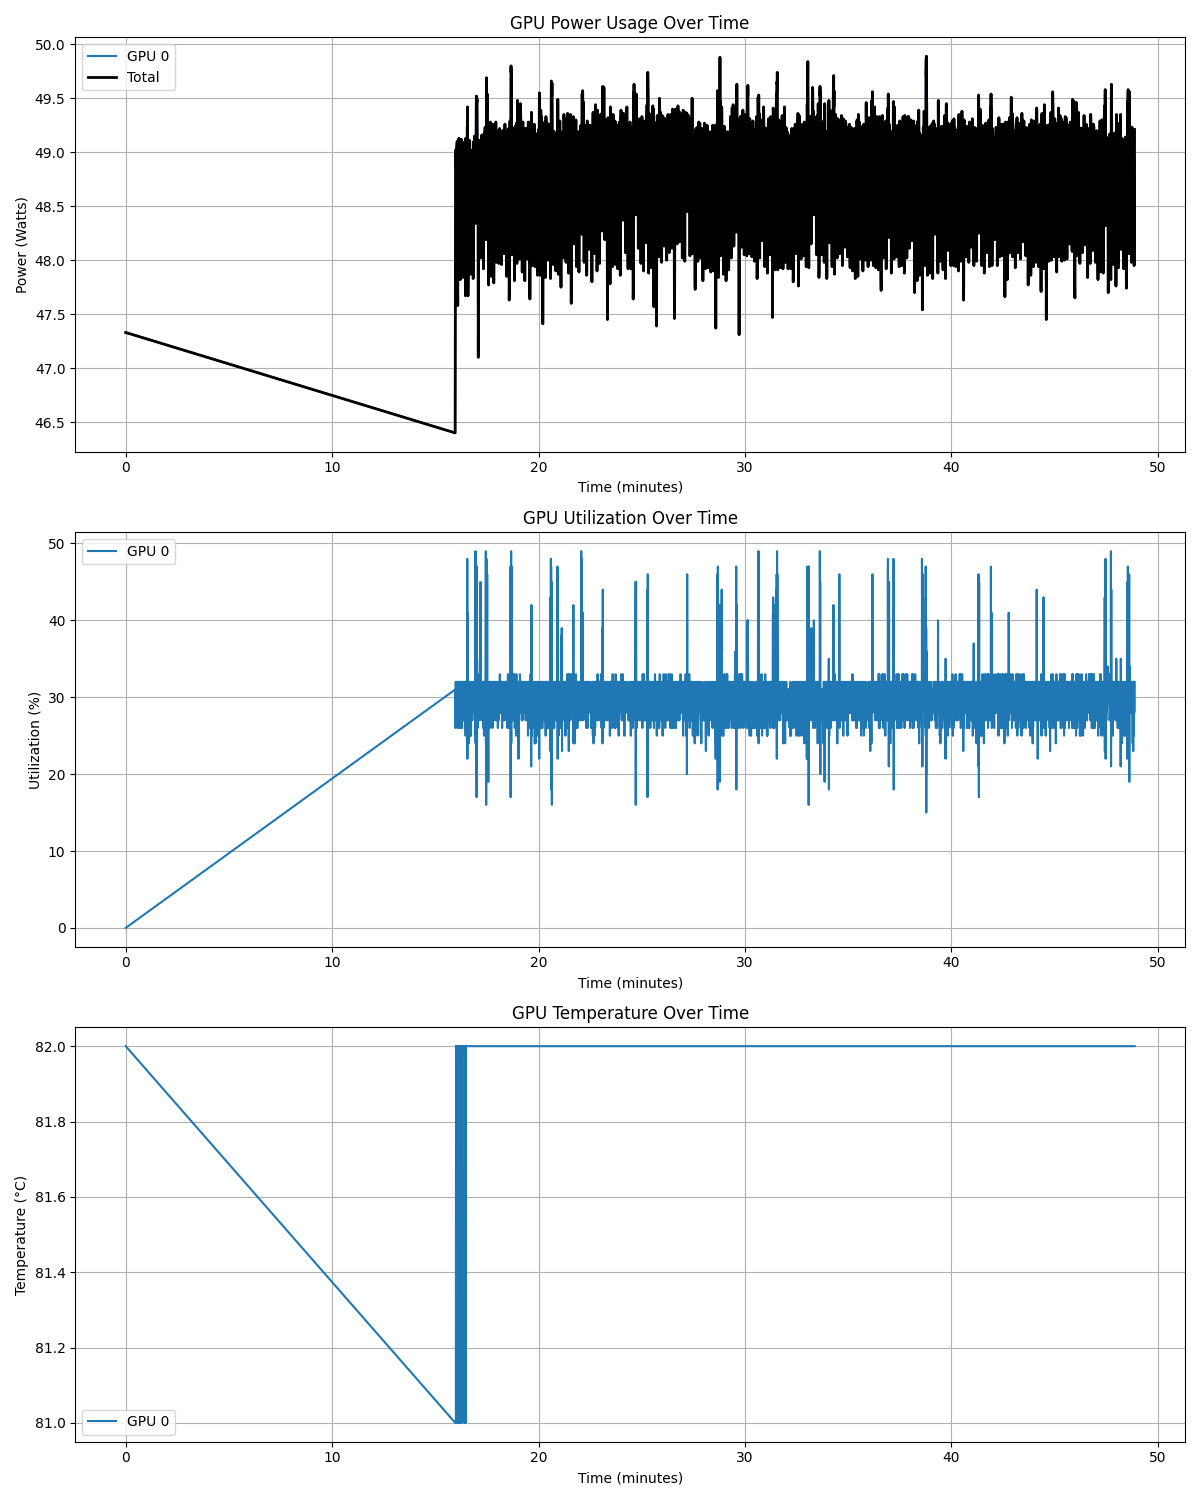 GPU Power Usage Over Time
GPU 0
Total
Power (Watts)
50.0
49.5
49.0
48.5
48.0
47.5
47.0
46.5
0 10 20 30 40 50
Time (minutes)
GPU Utilization Over Time
GPU 0
Utilization (%)
50
40
30
20
10
0
0 10 20 30 40 50
Time (minutes)
GPU Temperature Over Time
Temperature (°C)
82.0
81.8
81.6
81.4
81.2
81.0
GPU 0
0 10 20 30 40 50
Time (minutes)